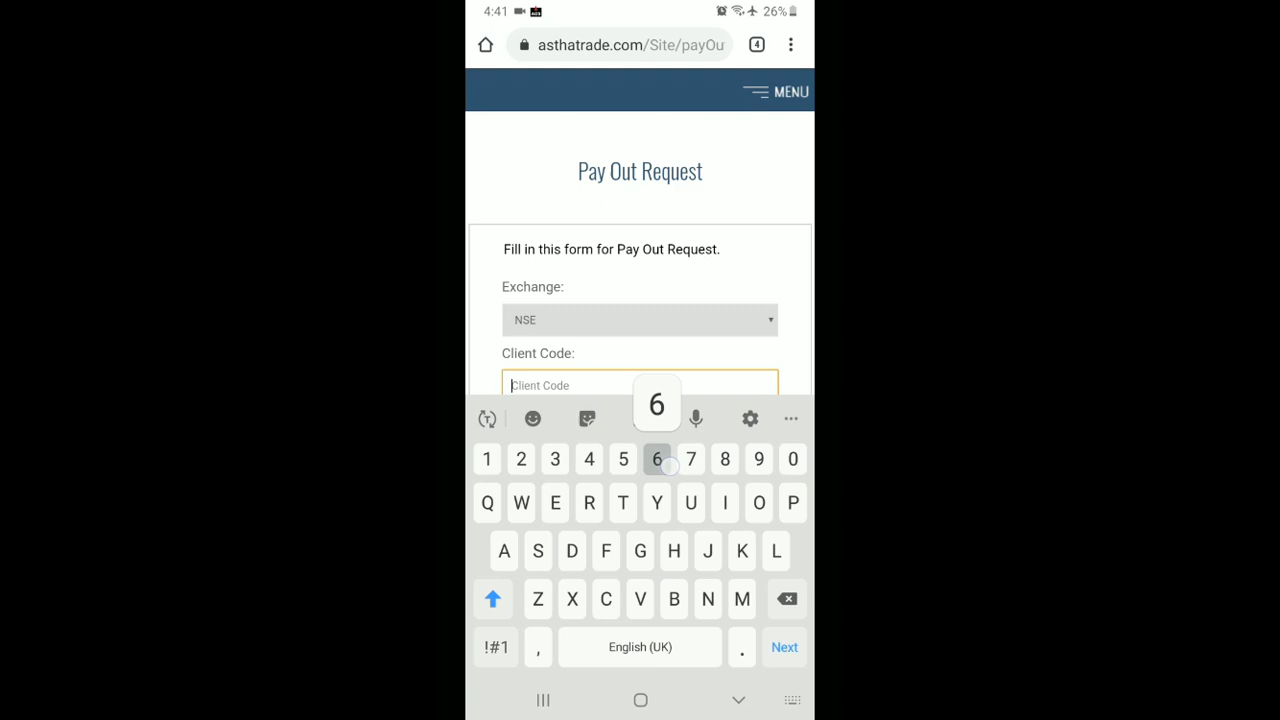 4:41 26%
asthatrade.com/Site/payOu 4
MENU
Pay Out Request
Fill in this form for Pay Out Request.
Exchange:
NSE
Client Code:
Client Code
6
1 2 3 4 5 6 7 8 9 0
Q W E R T Y U I O P
A S D F G H J K L
Z X C V B N M
!#1 , English (UK) . Next